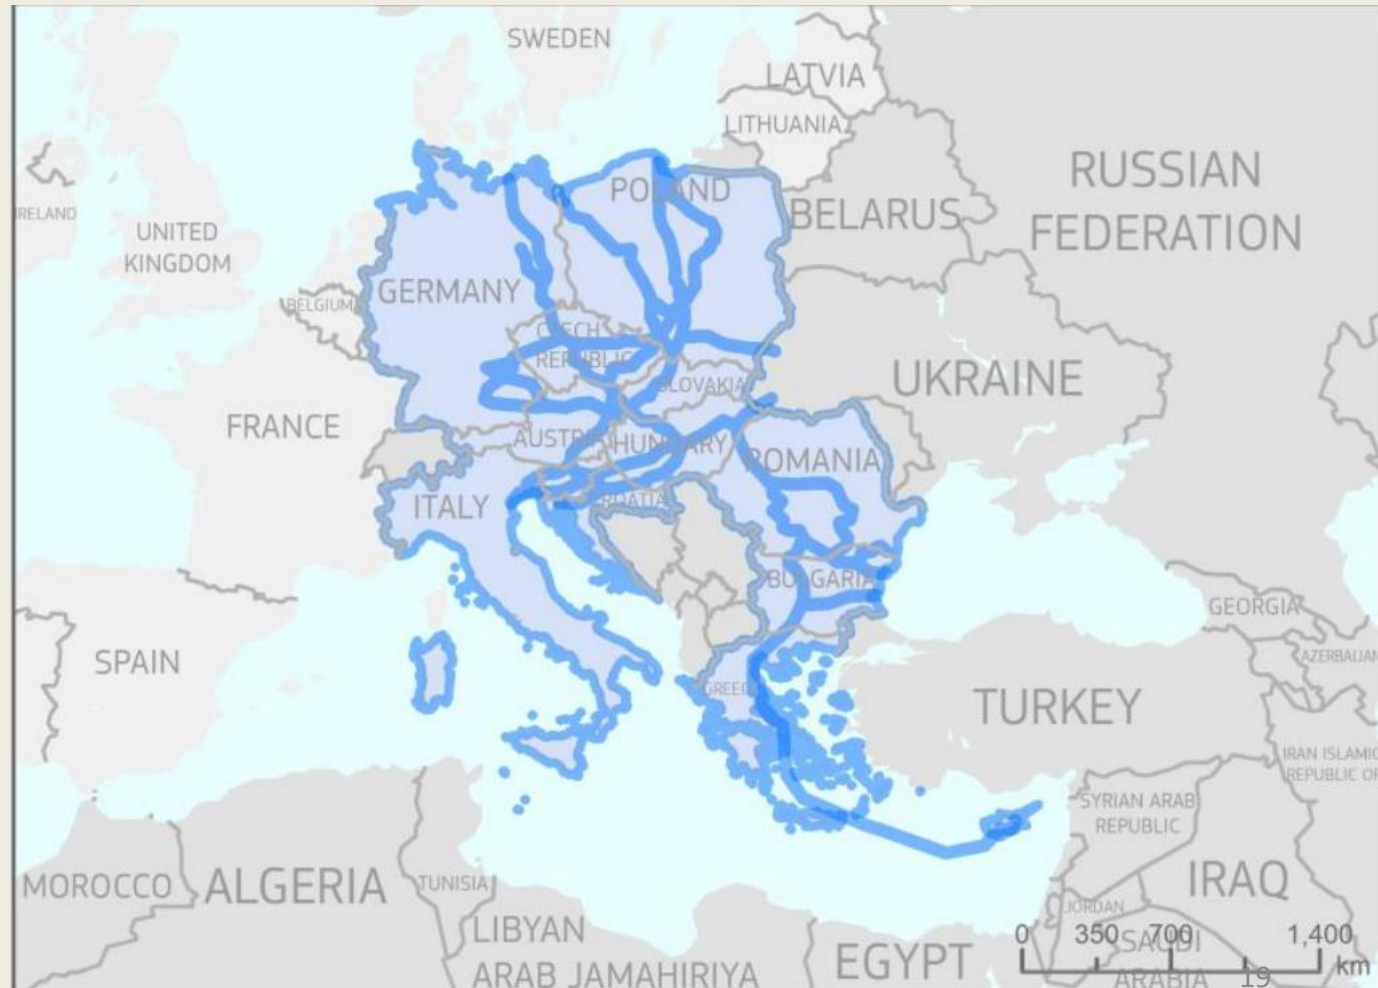 SWEDEN
LATVIA
LITHUANIA
RUSSIAN
FEDERATION
POLAND
BELARUS
IRELAND
UNITED
KINGDOM
GERMANY
BELGIUM
CZECH
REPUBLIC
UKRAINE
SLOVAKIA
FRANCE
AUSTRIA
HUNGARY
ROMANIA
ITALY
CROATIA
BULGARIA
GEORGIA
SPAIN
AZERBAIJAN
GREECE
TURKEY
IRAN ISLAMIC
REPUBLIC OF
SYRIAN ARAB
REPUBLIC
MOROCCO
ALGERIA
TUNISIA
IRAQ
JORDAN
LIBYAN
ARAB JAMAHIRIYA
EGYPT
SAUDI
ARABIA
0 350 700 1,400
km
19